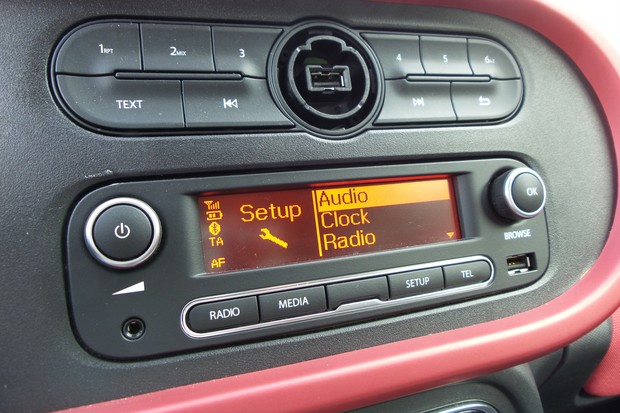 1RPT 2MIX 3 4 5 6
TEXT
Setup Audio
Clock
TA Radio
AF
OK
BROWSE
RADIO MEDIA SETUP TEL